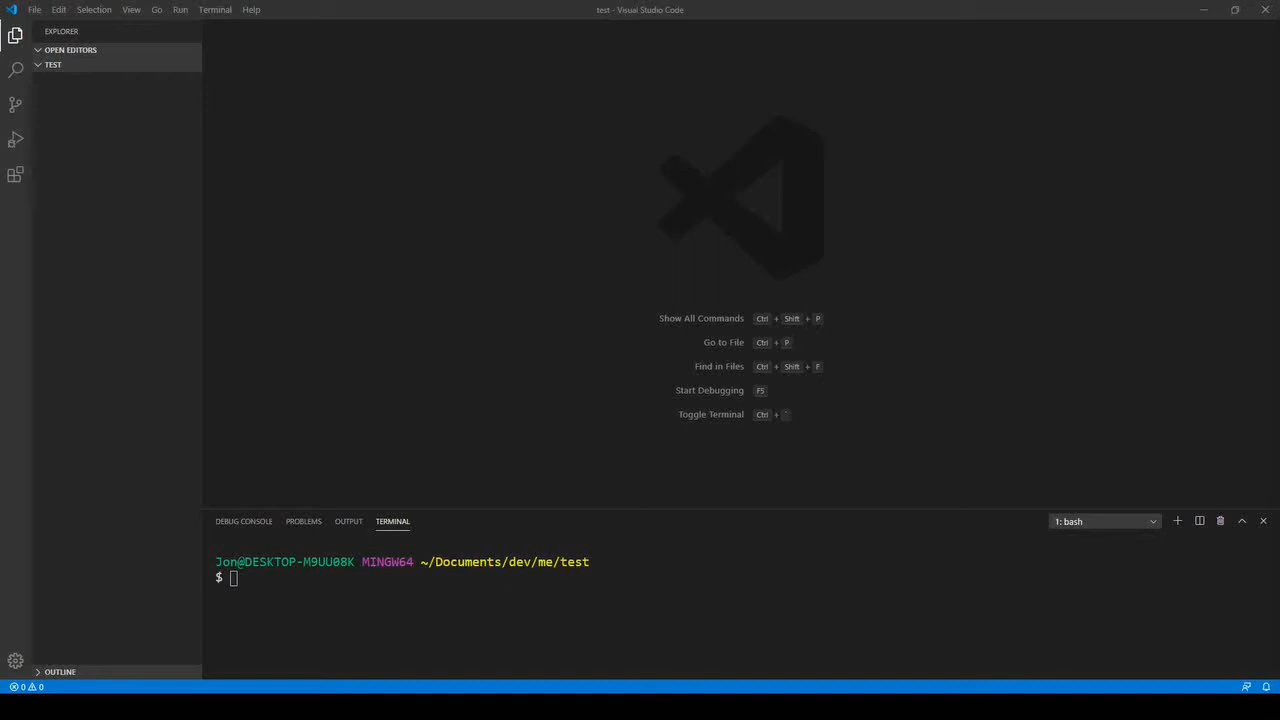 File Edit Selection View Go Run Terminal Help
test - Visual Studio Code
EXPLORER
OPEN EDITORS
TEST
Show All Commands Ctrl + Shift + P
Go to File Ctrl + P
Find in Files Ctrl + Shift + F
Start Debugging F5
Toggle Terminal Ctrl + `
DEBUG CONSOLE PROBLEMS OUTPUT TERMINAL 1: bash
Jon@DESKTOP-M9UU08K MINGW64 ~/Documents/dev/me/test
$
OUTLINE
0 0